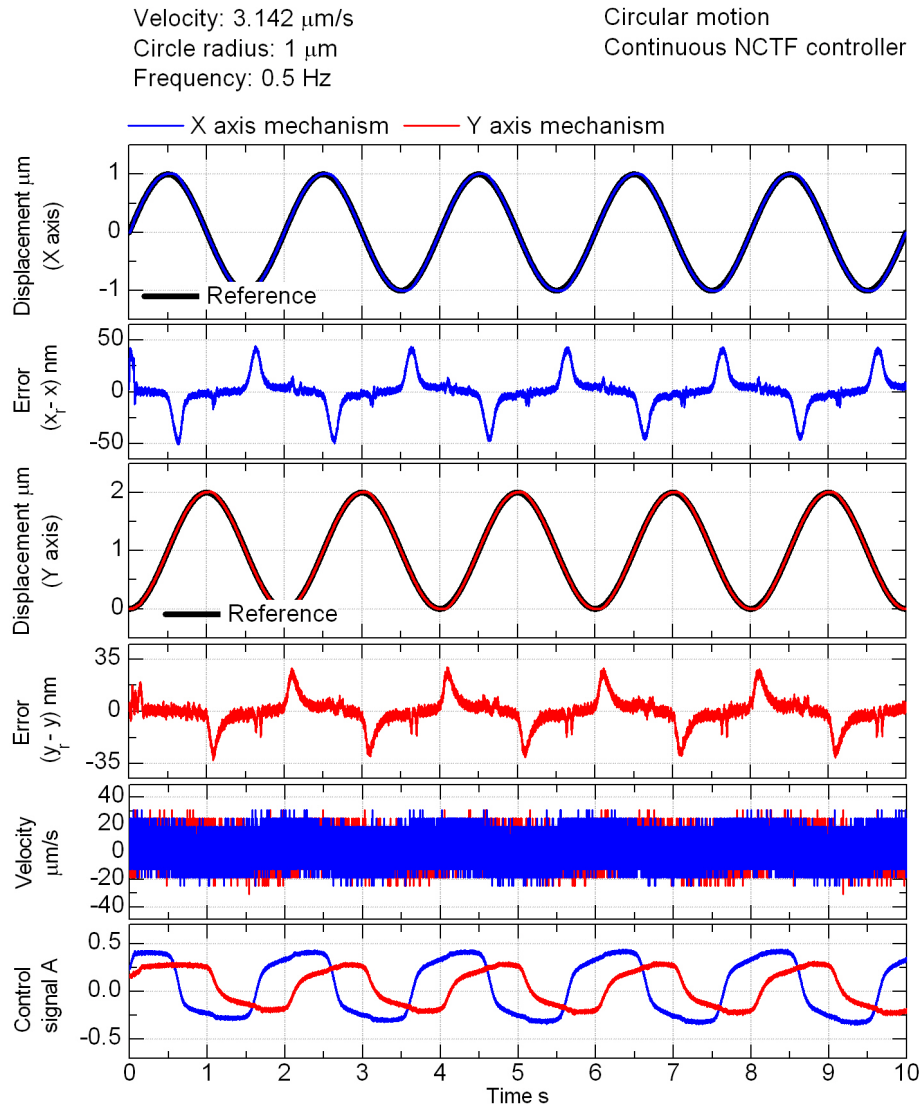 Velocity: 3.142 μm/s
Circle radius: 1 μm
Frequency: 0.5 Hz
Circular motion
Continuous NCTF controller
X axis mechanism
Y axis mechanism
Displacement μm
(X axis)
1
0
-1
Reference
Error
(xr- x) nm
50
0
-50
Displacement μm
(Y axis)
2
1
0
Reference
Error
(yr - y) nm
35
0
-35
Velocity
μm/s
40
20
0
-20
-40
Control
signal A
0.5
0.0
-0.5
0 1 2 3 4 5 6 7 8 9 10
Time s